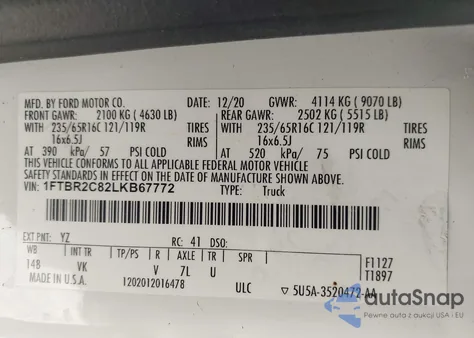 MFD. BY FORD MOTOR CO. 12/20 GVWR: 4114 KG ( 9070 LB)
FRONT GAWR: 2100 KG ( 4630 LB) REAR GAWR: 2502 KG ( 5515 LB)
WITH 235/65R16C 121/119R TIRES WITH 235/65R16C 121/119R TIRES
16x6.5J RIMS 16x6.5J RIMS
AT 390 kPa/ 57 PSI COLD AT 520 kPa/ 75 PSI COLD
THIS VEHICLE CONFORMS TO ALL APPLICABLE FEDERAL MOTOR VEHICLE
SAFETY STANDARDS IN EFFECT ON THE DATE OF MANUFACTURE SHOWN ABOVE.
VIN: 1FTBR2C82LKB67772 TYPE: Truck
EXT PNT: YZ RC: 41 DSO:
WB INT TR TP/PS R AXLE TR SPR F1127
148 VK V 7L U T1897
MADE IN U.S.A. 1202012016478 ULC ▽ 5U5A-3520472-AA
autoSnap
Pewne auta z aukcji USA i EU